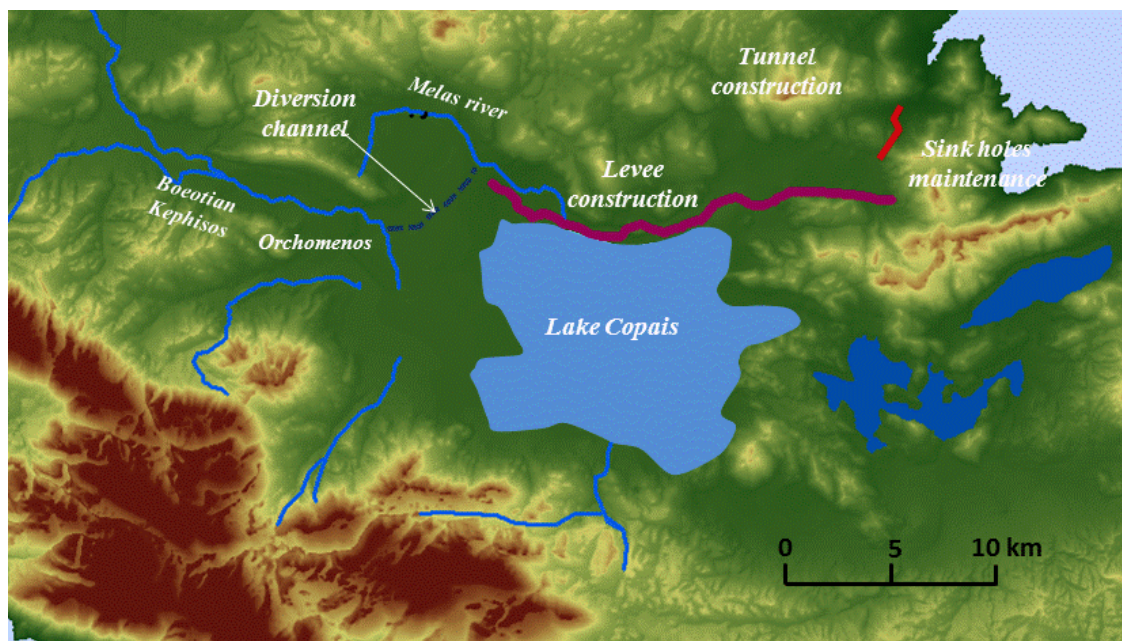 Tunnel
construction
Diversion
channel
Melas river
Levee
construction
Sink holes
maintenance
Boeotian
Kephisos
Orchomenos
Lake Copais
0 5 10 km